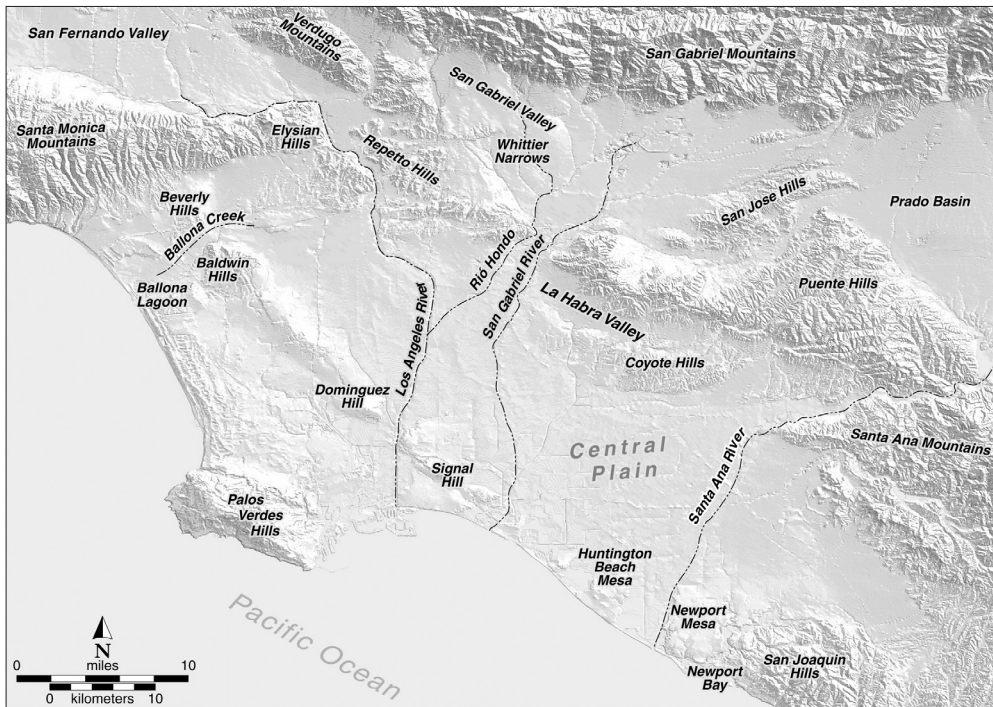 San Fernando Valley
Verdugo
Mountains
San Gabriel Mountains
San Gabriel Valley
Santa Monica
Mountains
Elysian
Hills
Repetto Hills
Whittier
Narrows
San Jose Hills
Prado Basin
Beverly
Hills
Ballona Creek
Baldwin
Hills
Ballona
Lagoon
Rió Hondo
San Gabriel River
Los Angeles River
La Habra Valley
Puente Hills
Coyote Hills
Dominguez
Hill
Signal
Hill
Central
Plain
Santa Ana River
Santa Ana Mountains
Palos
Verdes
Hills
Huntington
Beach
Mesa
Newport
Mesa
Newport
Bay
San Joaquin
Hills
Pacific Ocean
N
0 miles 10
0 kilometers 10